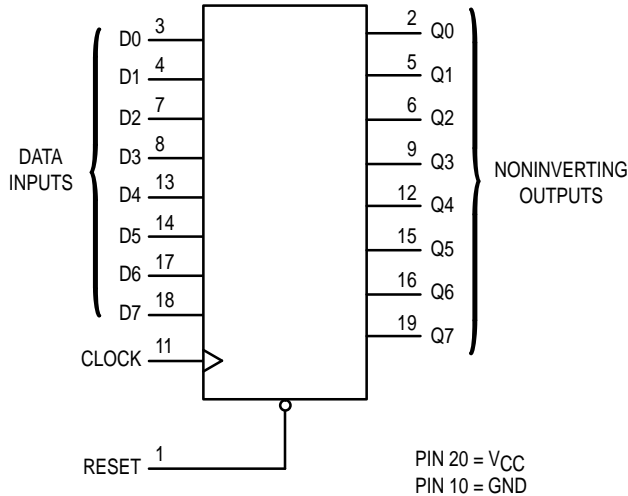 D0 3
D1 4
D2 7
D3 8
D4 13
D5 14
D6 17
D7 18
DATA
INPUTS
CLOCK 11
RESET 1
2 Q0
5 Q1
6 Q2
9 Q3
12 Q4
15 Q5
16 Q6
19 Q7
NONINVERTING
OUTPUTS
PIN 20 = VCC
PIN 10 = GND